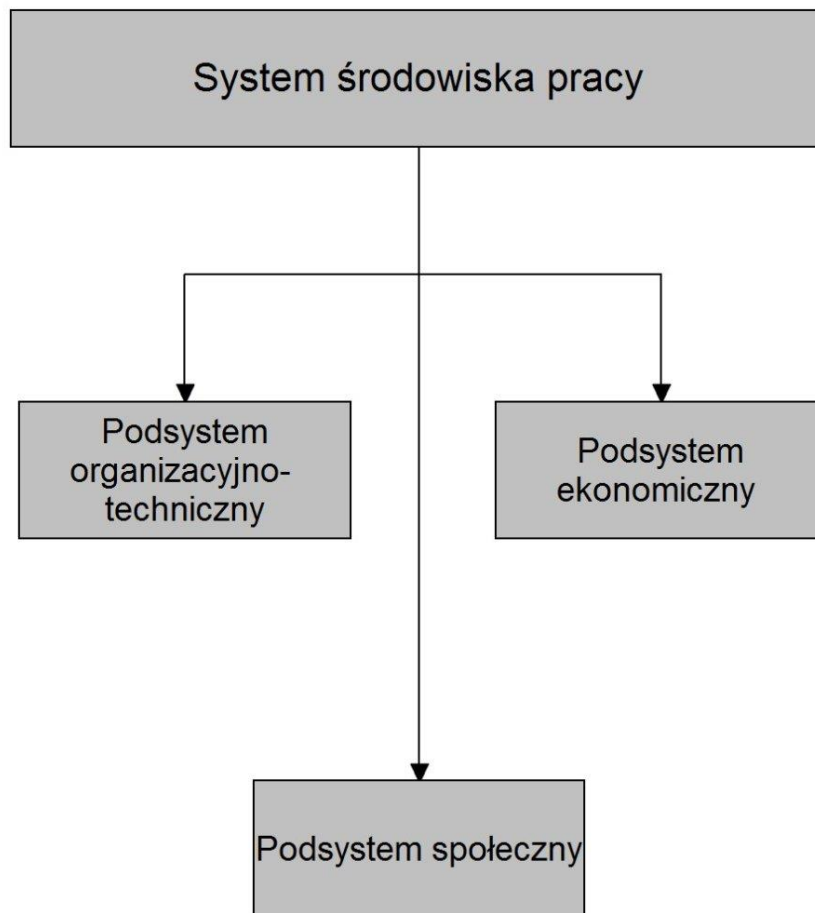 System środowiska pracy
Podsystem
organizacyjno-
techniczny
Podsystem
ekonomiczny
Podsystem społeczny